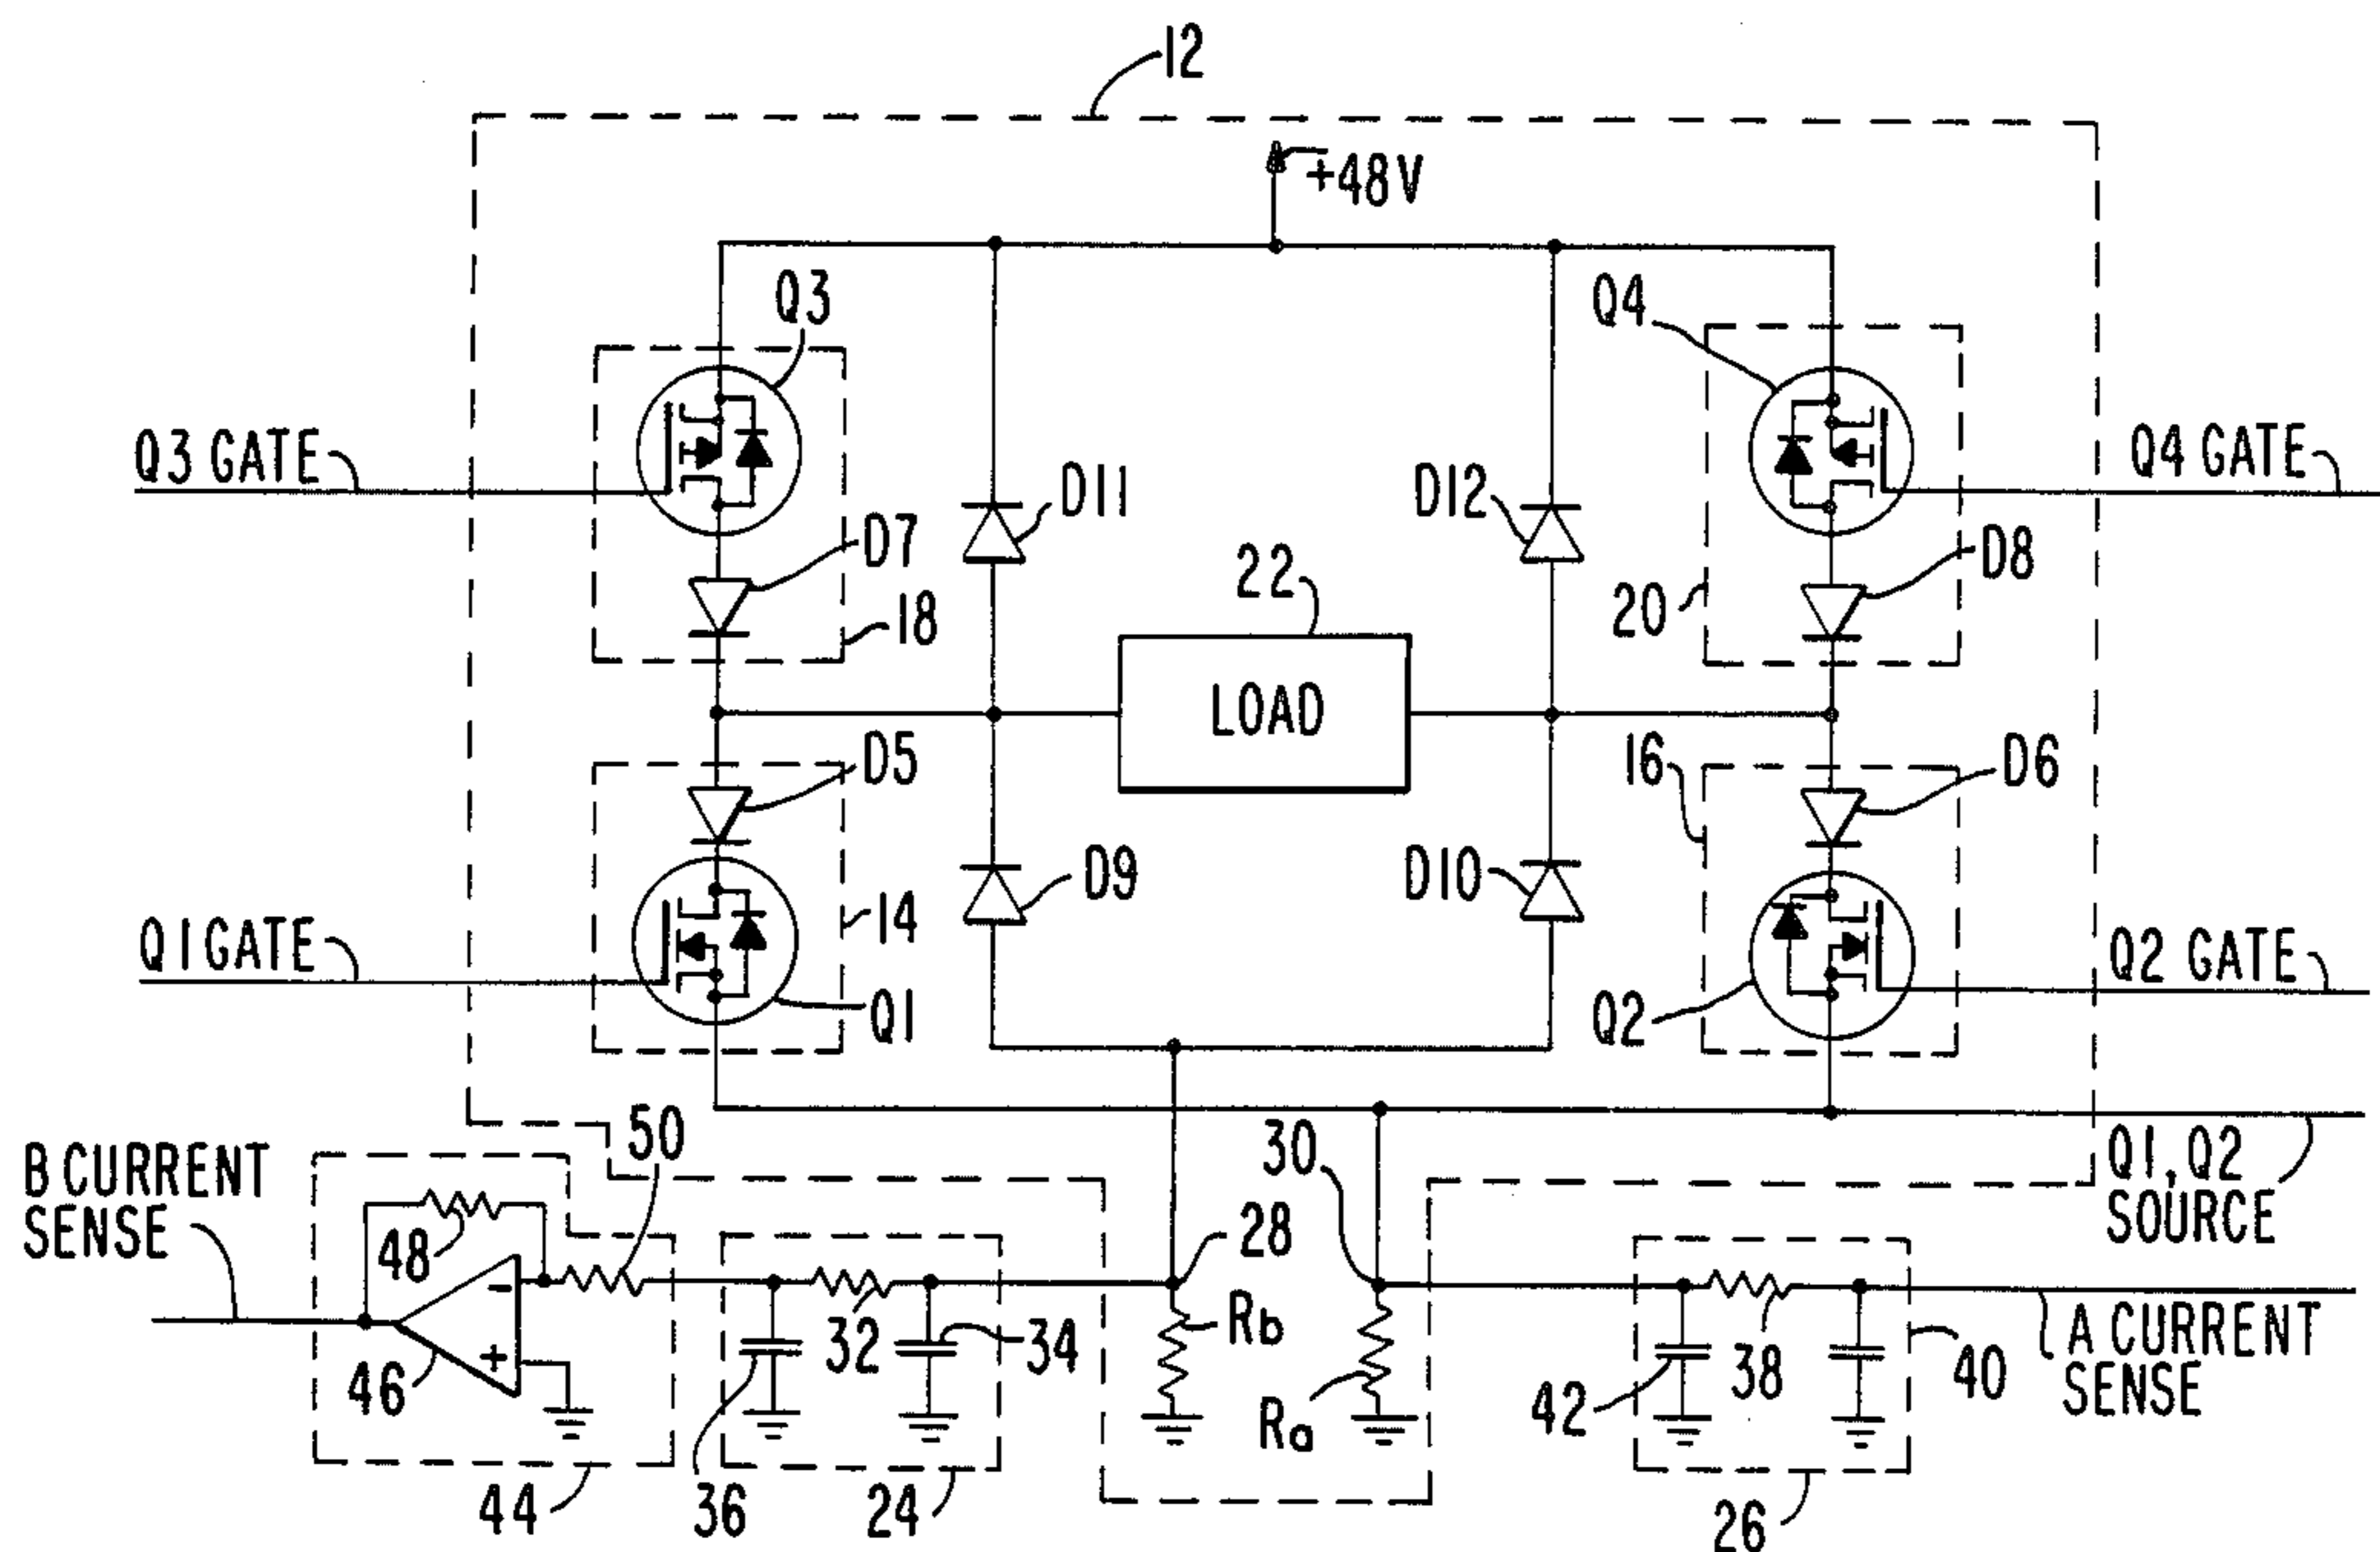 12
+48V
Q3
Q4
Q3 GATE
Q4 GATE
D11
D12
D7
D8
22
18
20
LOAD
D5
16
D6
D9
D10
14
Q1 GATE
Q2 GATE
Q1
Q2
50
30
B CURRENT
SENSE
Q1, Q2
SOURCE
48
28
-
+
46
32
34
Rb
Ra
42
38
40
A CURRENT
SENSE
44
36
24
26